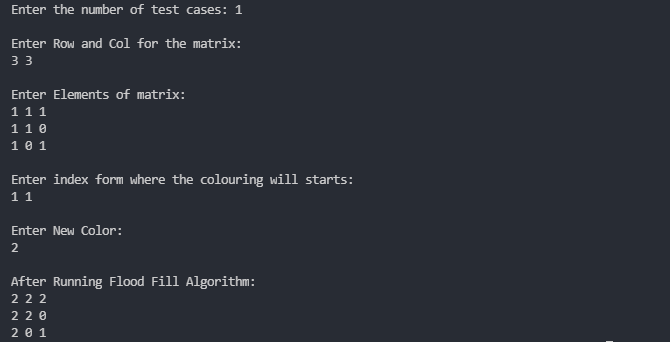 Enter the number of test cases: 1
Enter Row and Col for the matrix:
3 3
Enter Elements of matrix:
1 1 1
1 1 0
1 0 1
Enter index form where the colouring will starts:
1 1
Enter New Color:
2
After Running Flood Fill Algorithm:
2 2 2
2 2 0
2 0 1